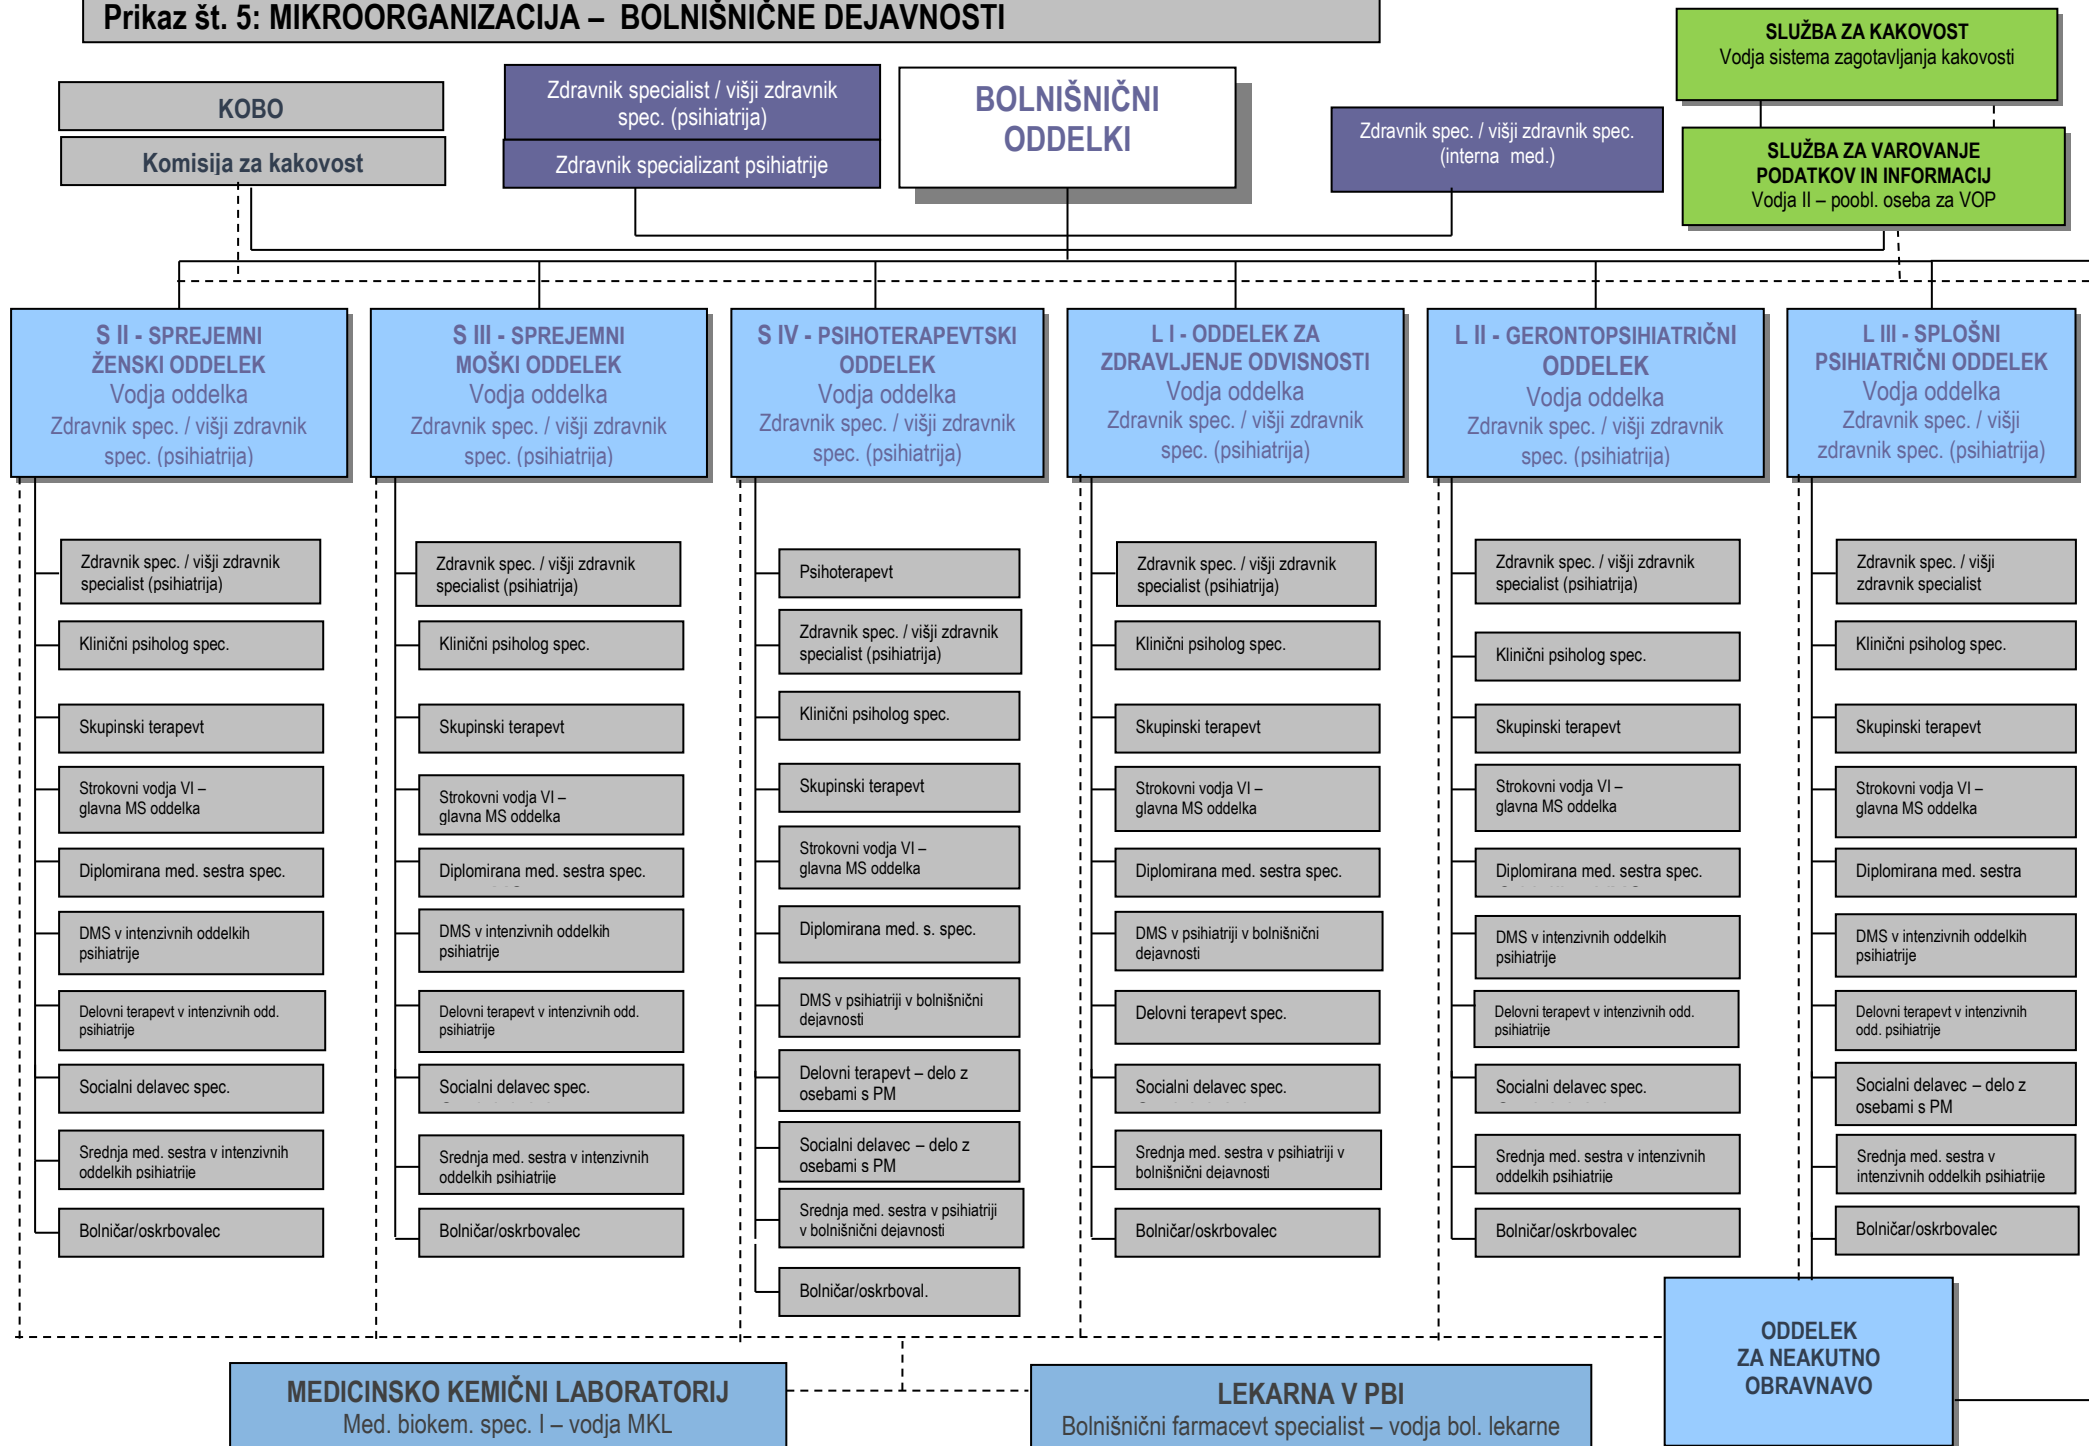 Prikaz št. 5: MIKROORGANIZACIJA – BOLNIŠNIČNE DEJAVNOSTI
SLUŽBA ZA KAKOVOST
Vodja sistema zagotavljanja kakovosti
KOBO
Komisija za kakovost
Zdravnik specialist / višji zdravnik
spec. (psihiatrija)
Zdravnik specializant psihiatrije
BOLNIŠNIČNI
ODDELKI
Zdravnik spec. / višji zdravnik spec.
(interna med.)
SLUŽBA ZA VAROVANJE
PODATKOV IN INFORMACIJ
Vodja II – poobl. oseba za VOP
S II - SPREJEMNI
ŽENSKI ODDELEK
Vodja oddelka
Zdravnik spec. / višji zdravnik
spec. (psihiatrija)
Zdravnik spec. / višji zdravnik
specialist (psihiatrija)
Klinični psiholog spec.
Skupinski terapevt
Strokovni vodja VI –
glavna MS oddelka
Diplomirana med. sestra spec.
DMS v intenzivnih oddelkih
psihiatrije
Delovni terapevt v intenzivnih odd.
psihiatrije
Socialni delavec spec.
Srednja med. sestra v intenzivnih
oddelkih psihiatrije
Bolničar/oskrbovalec
S III - SPREJEMNI
MOŠKI ODDELEK
Vodja oddelka
Zdravnik spec. / višji zdravnik
spec. (psihiatrija)
Zdravnik spec. / višji zdravnik
specialist (psihiatrija)
Klinični psiholog spec.
Skupinski terapevt
Strokovni vodja VI –
glavna MS oddelka
Diplomirana med. sestra spec.
DMS v intenzivnih oddelkih
psihiatrije
Delovni terapevt v intenzivnih odd.
psihiatrije
Socialni delavec spec.
Srednja med. sestra v intenzivnih
oddelkih psihiatrije
Bolničar/oskrbovalec
S IV - PSIHOTERAPEVTSKI
ODDELEK
Vodja oddelka
Zdravnik spec. / višji zdravnik
spec. (psihiatrija)
Psihoterapevt
Zdravnik spec. / višji zdravnik
specialist (psihiatrija)
Klinični psiholog spec.
Skupinski terapevt
Strokovni vodja VI –
glavna MS oddelka
Diplomirana med. s. spec.
DMS v psihiatriji v bolnišnični
dejavnosti
Delovni terapevt – delo z
osebami s PM
Socialni delavec – delo z
osebami s PM
Srednja med. sestra v psihiatriji
v bolnišnični dejavnosti
Bolničar/oskrboval.
L I - ODDELEK ZA
ZDRAVLJENJE ODVISNOSTI
Vodja oddelka
Zdravnik spec. / višji zdravnik
spec. (psihiatrija)
Zdravnik spec. / višji zdravnik
specialist (psihiatrija)
Klinični psiholog spec.
Skupinski terapevt
Strokovni vodja VI –
glavna MS oddelka
Diplomirana med. sestra spec.
DMS v psihiatriji v bolnišnični
dejavnosti
Delovni terapevt spec.
Socialni delavec spec.
Srednja med. sestra v psihiatriji v
bolnišnični dejavnosti
Bolničar/oskrbovalec
L II - GERONTOPSIHIATRIČNI
ODDELEK
Vodja oddelka
Zdravnik spec. / višji zdravnik
spec. (psihiatrija)
Zdravnik spec. / višji zdravnik
specialist (psihiatrija)
Klinični psiholog spec.
Skupinski terapevt
Strokovni vodja VI –
glavna MS oddelka
Diplomirana med. sestra spec.
DMS v intenzivnih oddelkih
psihiatrije
Delovni terapevt v intenzivnih odd.
psihiatrije
Socialni delavec spec.
Srednja med. sestra v intenzivnih
oddelkih psihiatrije
Bolničar/oskrbovalec
L III - SPLOŠNI
PSIHIATRIČNI ODDELEK
Vodja oddelka
Zdravnik spec. / višji
zdravnik spec. (psihiatrija)
Zdravnik spec. / višji
zdravnik specialist
Klinični psiholog spec.
Skupinski terapevt
Strokovni vodja VI –
glavna MS oddelka
Diplomirana med. sestra
DMS v intenzivnih oddelkih
psihiatrije
Delovni terapevt v intenzivnih
odd. psihiatrije
Socialni delavec – delo z
osebami s PM
Srednja med. sestra v
intenzivnih oddelkih psihiatrije
Bolničar/oskrbovalec
ODDELEK
ZA NEAKUTNO
OBRAVNAVO
MEDICINSKO KEMIČNI LABORATORIJ
Med. biokem. spec. I – vodja MKL
LEKARNA V PBI
Bolnišnični farmacevt specialist – vodja bol. lekarne